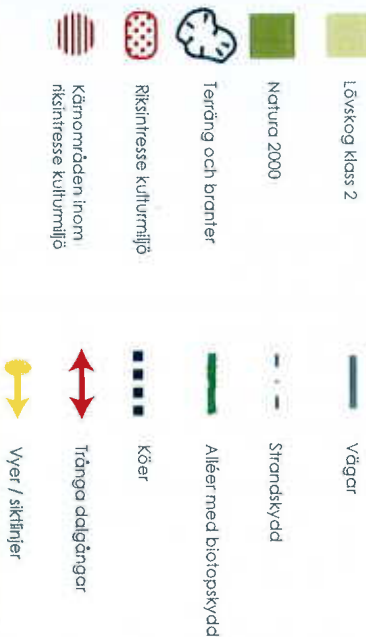 Lövskog klass 2
Natura 2000
Terräng och branter
Riksintresse kulturmiljö
Kärnområden inom
riksintresse kulturmiljö
Vägar
Strandskydd
Alléer med biotopskydd
Köer
Trånga dalgångar
Vyer / siktlinjer